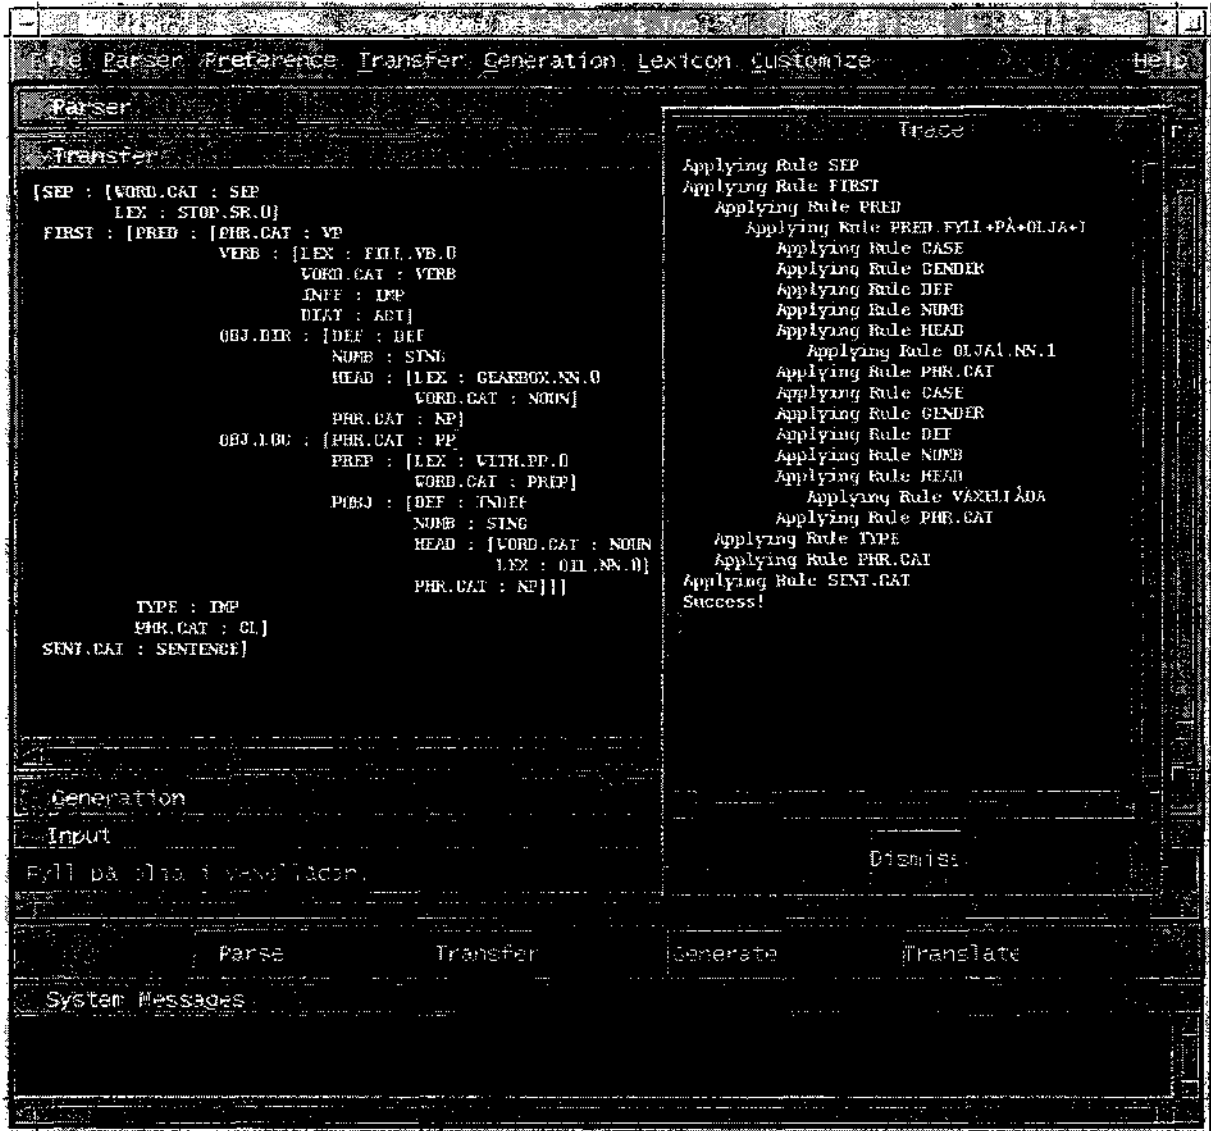 File Parser Preference Transfer Generation Lexicon Customize Help
Parser
Transfer
[SEP : [WORD.CAT : SEP
LEX : STOP.SR.0]
FIRST : [PRED : [PHR.CAT : VP
VERB : [LEX : FILL.VB.0
WORD.CAT : VERB
INFF : IMP
DIAT : ACT]
OBJ.DIR : [DEF : DEF
NUMB : SING
HEAD : [LEX : GEARBOX.NN.0
WORD.CAT : NOUN]
PHR.CAT : NP]
OBJ.LOC : [PHR.CAT : PP
PREP : [LEX : WITH.PP.0
WORD.CAT : PREP]
POBJ : [DEF : INDEF
NUMB : SING
HEAD : [WORD.CAT : NOUN
LEX : OIL.NN.0]
PHR.CAT : NP]]]
TYPE : IMP
PHR.CAT : CL]
SENT.CAT : SENTENCE]
Trace
Applying Rule SEP
Applying Rule FIRST
Applying Rule PRED
Applying Rule PRED.FYLL+PÅ+OLJA+I
Applying Rule CASE
Applying Rule GENDER
Applying Rule DEF
Applying Rule NUMB
Applying Rule HEAD
Applying Rule OLJA1.NN.1
Applying Rule PHR.CAT
Applying Rule CASE
Applying Rule GENDER
Applying Rule DEF
Applying Rule NUMB
Applying Rule HEAD
Applying Rule VÄXELLÅDA
Applying Rule PHR.CAT
Applying Rule TYPE
Applying Rule PHR.CAT
Applying Rule SENT.CAT
Success!
Dismiss
Generation
Input
Fyll på olja i växellådan.
Parse Transfer Generate Translate
System Messages